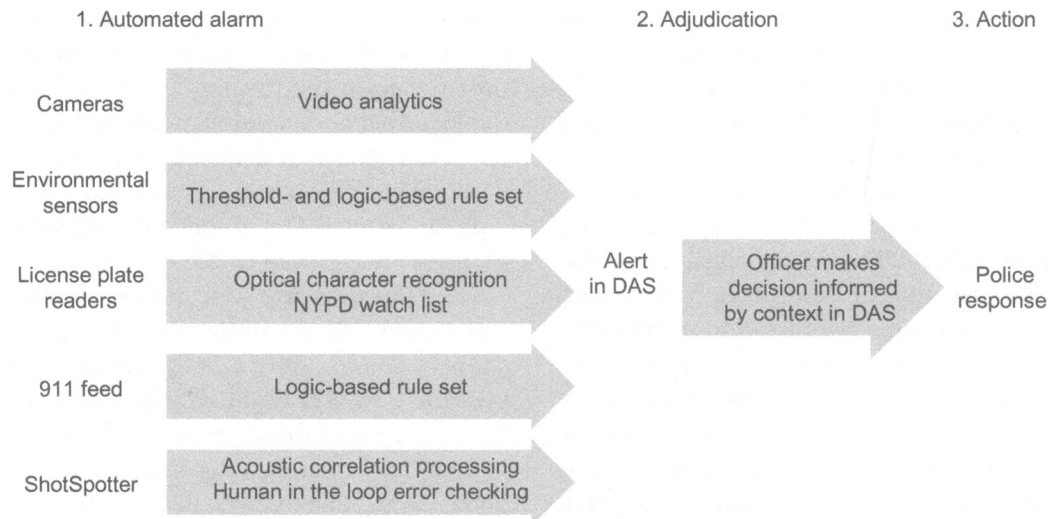 1. Automated alarm
2. Adjudication
3. Action
Cameras
Video analytics
Environmental
sensors
Threshold- and logic-based rule set
License plate
readers
Optical character recognition
NYPD watch list
Alert
in DAS
Officer makes
decision informed
by context in DAS
Police
response
911 feed
Logic-based rule set
ShotSpotter
Acoustic correlation processing
Human in the loop error checking